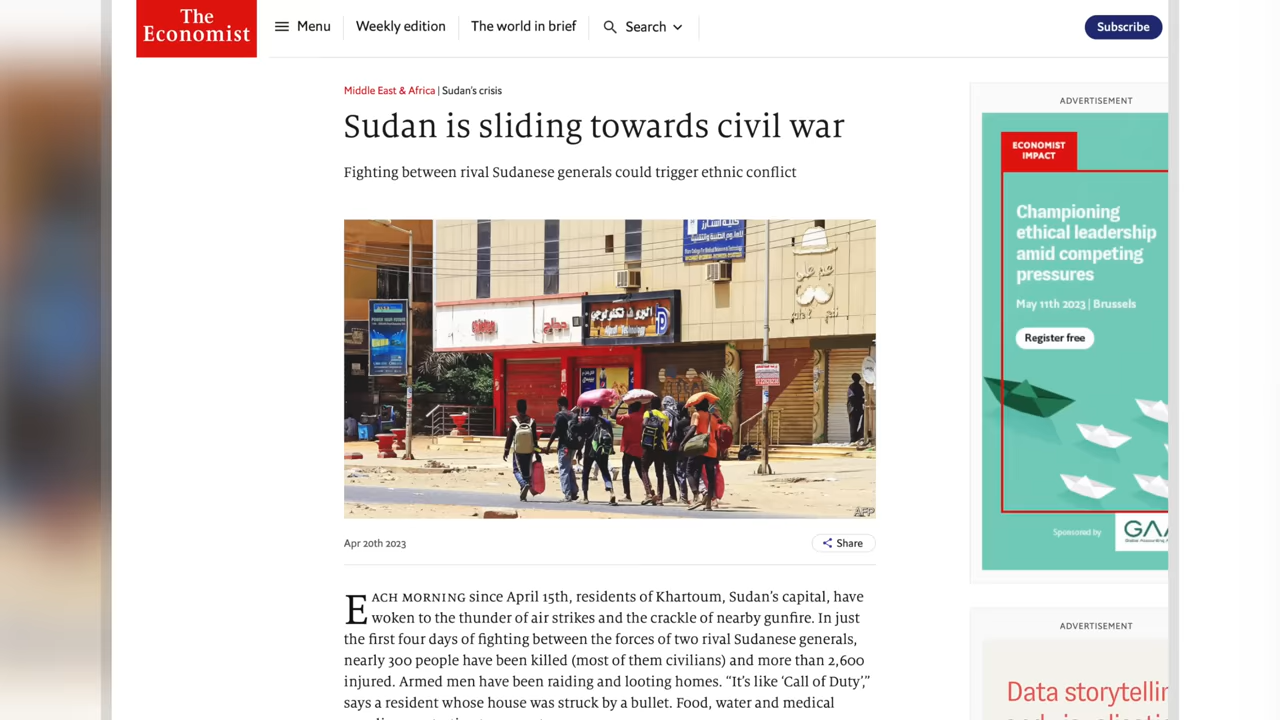 The
Economist
Menu
Weekly edition
The world in brief
Search
Subscribe
Middle East & Africa | Sudan's crisis
Sudan is sliding towards civil war
Fighting between rival Sudanese generals could trigger ethnic conflict
AFP
Apr 20th 2023
Share
EACH MORNING since April 15th, residents of Khartoum, Sudan's capital, have
woken to the thunder of air strikes and the crackle of nearby gunfire. In just
the first four days of fighting between the forces of two rival Sudanese generals,
nearly 300 people have been killed (most of them civilians) and more than 2,600
injured. Armed men have been raiding and looting homes. “It's like ‘Call of Duty’,”
says a resident whose house was struck by a bullet. Food, water and medical
ADVERTISEMENT
ECONOMIST
IMPACT
Championing
ethical leadership
amid competing
pressures
May 11th 2023 | Brussels
Register free
Sponsored by
ADVERTISEMENT
Data